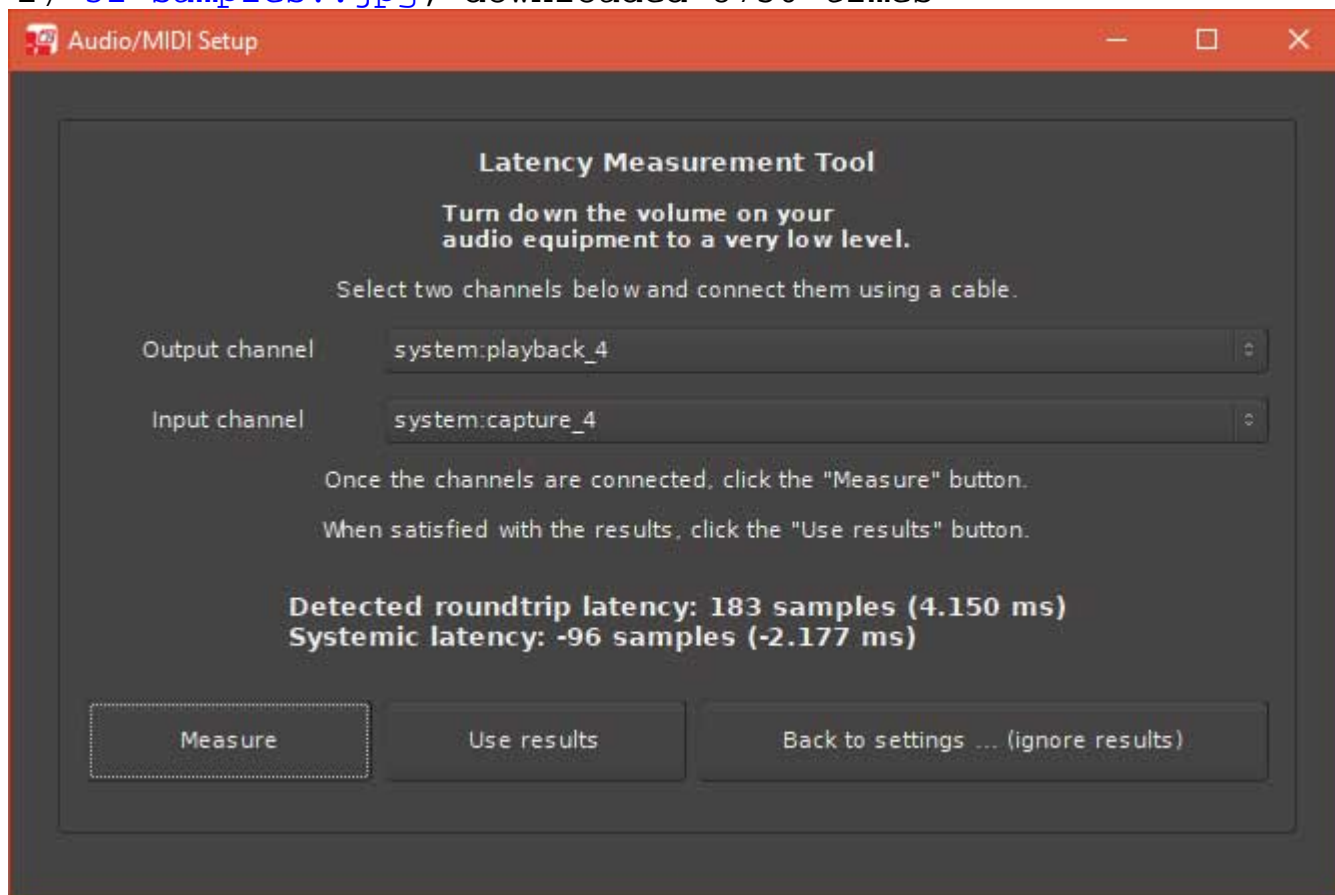 Audio/MIDI Setup
Latency Measurement Tool
Turn down the volume on your
audio equipment to a very low level.
Select two channels below and connect them using a cable.
Output channel system:playback_4
Input channel system:capture_4
Once the channels are connected, click the "Measure" button.
When satisfied with the results, click the "Use results" button.
Detected roundtrip latency: 183 samples (4.150 ms)
Systemic latency: -96 samples (-2.177 ms)
Measure Use results Back to settings ... (ignore results)